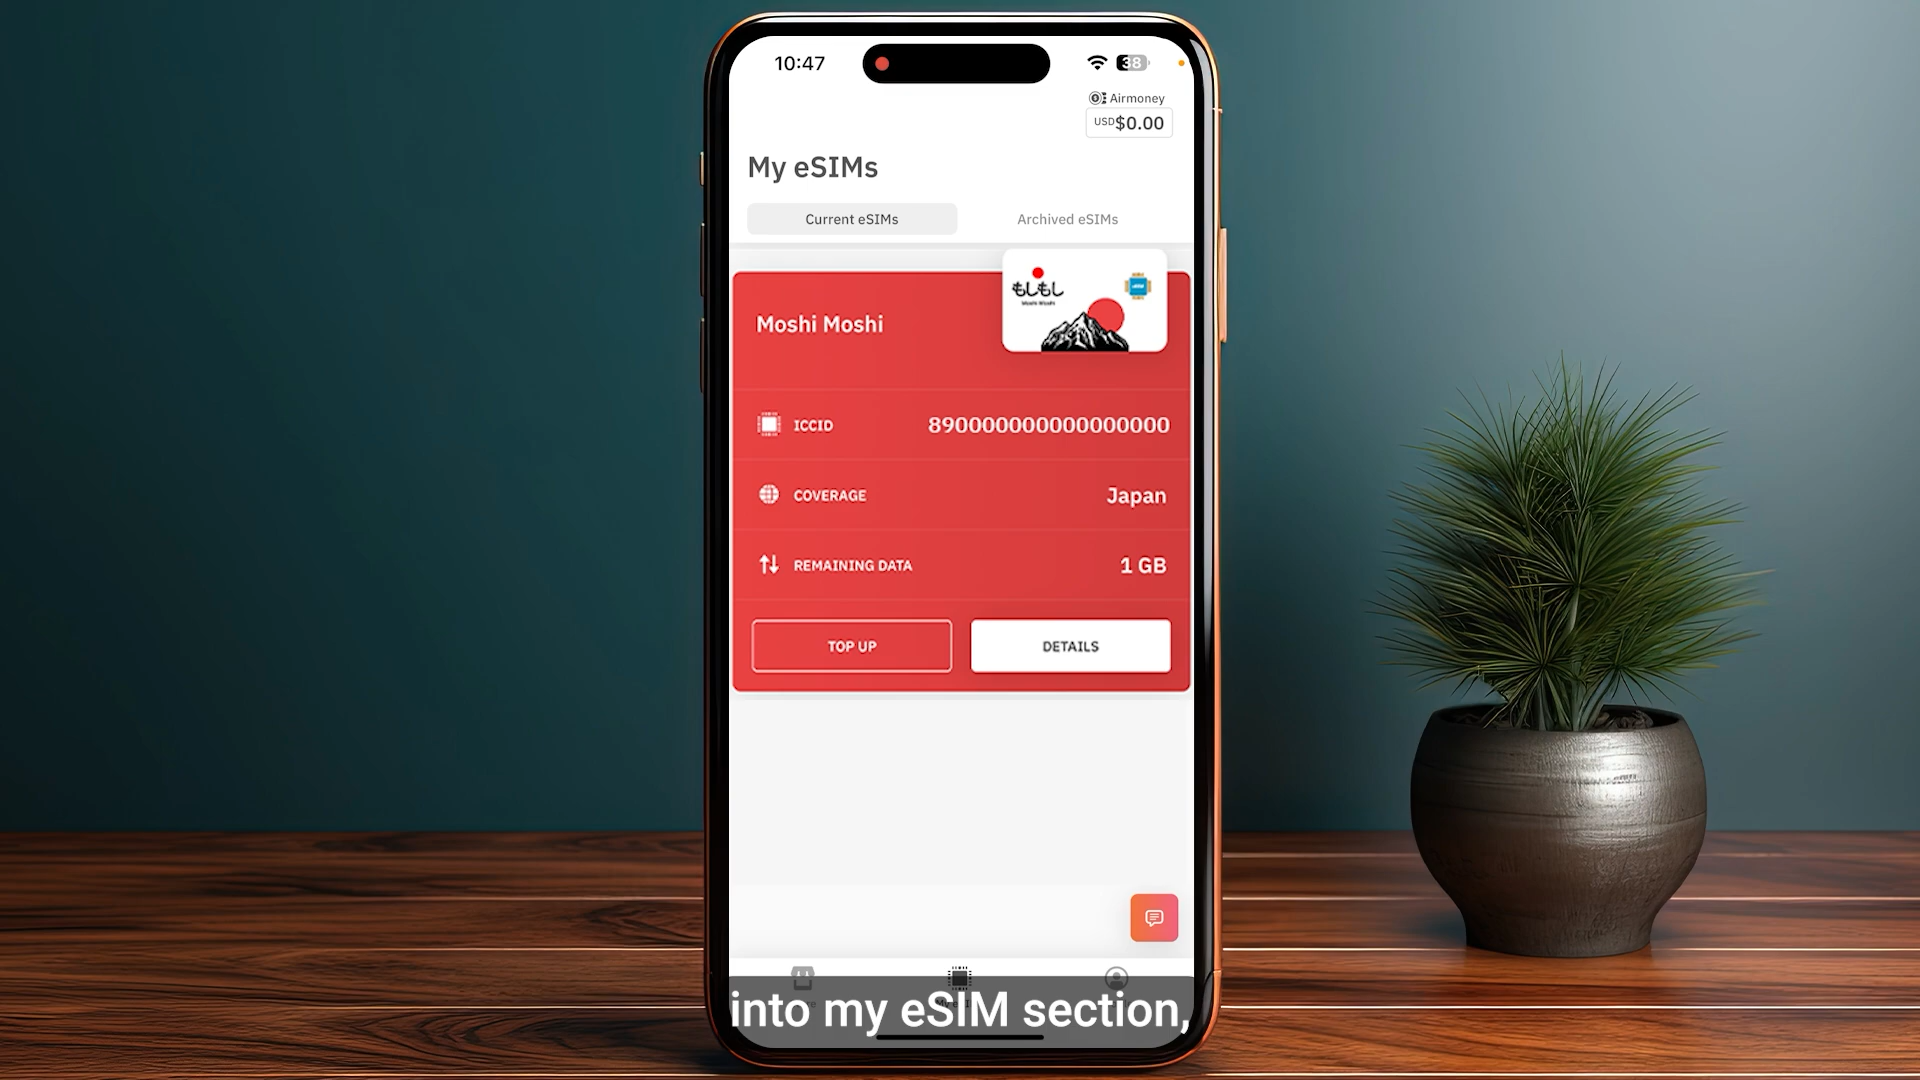 10:47
38
Airmoney
USD$0.00
My eSIMs
Current eSIMs
Archived eSIMs
もしもし
Moshi Moshi
ICCID
890000000000000000
COVERAGE
Japan
REMAINING DATA
1 GB
TOP UP
DETAILS
into my eSIM section,